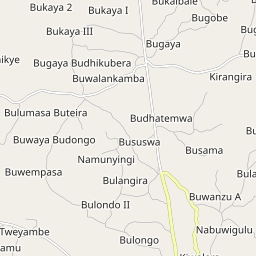 Bukaya 2
Bukaya I
Bugobe
Bukaya III
Bugaya
Bugaya Budhikubera
Buwalankamba
Kirangira
Bulumasa Buteira
Budhatemwa
Buwaya Budongo
Bususwa
Busama
Namunyingi
Buwempasa
Bulangira
Buwanzu A
Bulondo II
Nabuwigulu
Bulongo